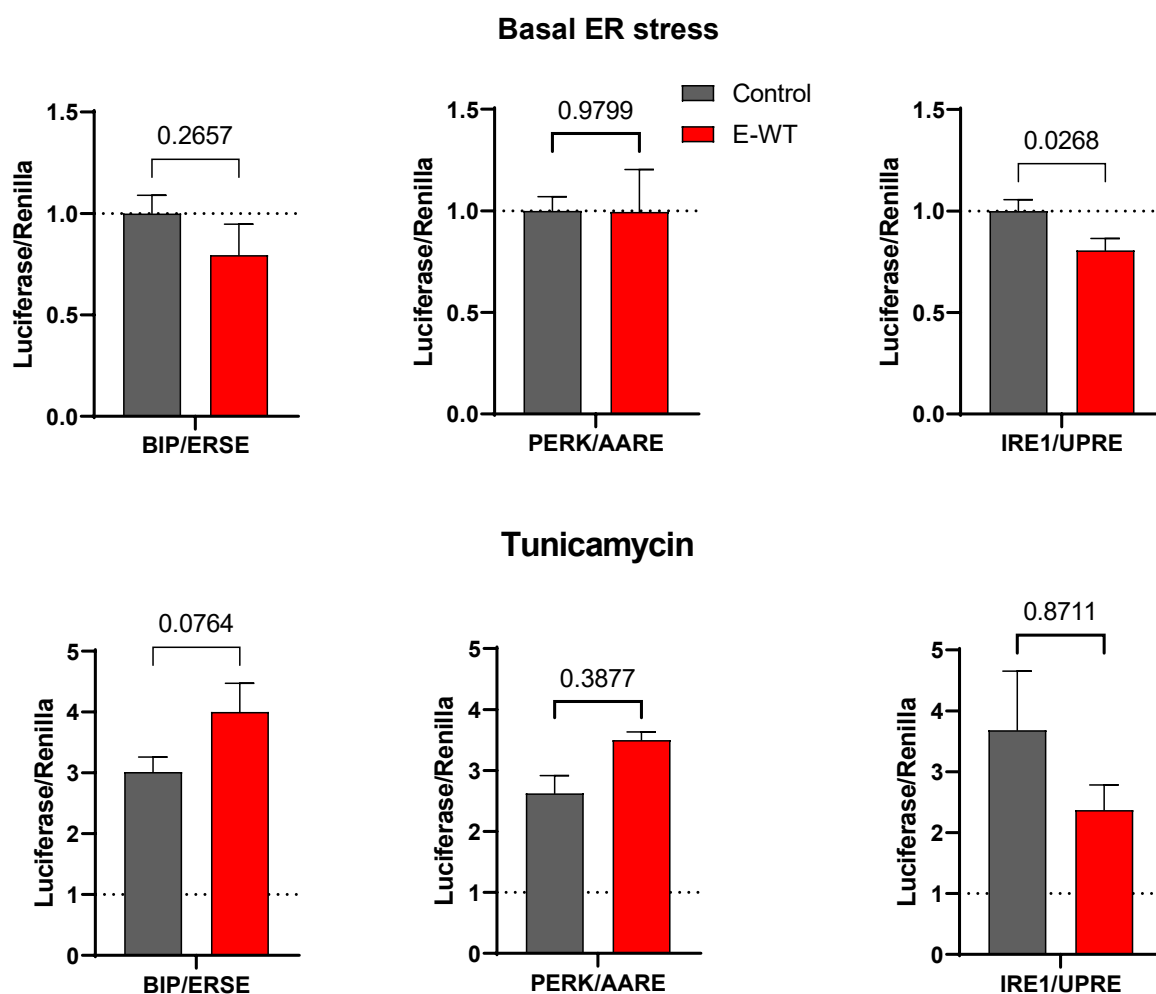 Basal ER stress
Control
E-WT
0.2657
1.5
1.0
0.5
0.0
Luciferase/Renilla
BIP/ERSE
0.9799
1.5
1.0
0.5
0.0
Luciferase/Renilla
PERK/AARE
0.0268
1.5
1.0
0.5
0.0
Luciferase/Renilla
IRE1/UPRE
Tunicamycin
0.0764
5
4
3
2
1
0
Luciferase/Renilla
BIP/ERSE
0.3877
5
4
3
2
1
0
Luciferase/Renilla
PERK/AARE
0.8711
5
4
3
2
1
0
Luciferase/Renilla
IRE1/UPRE